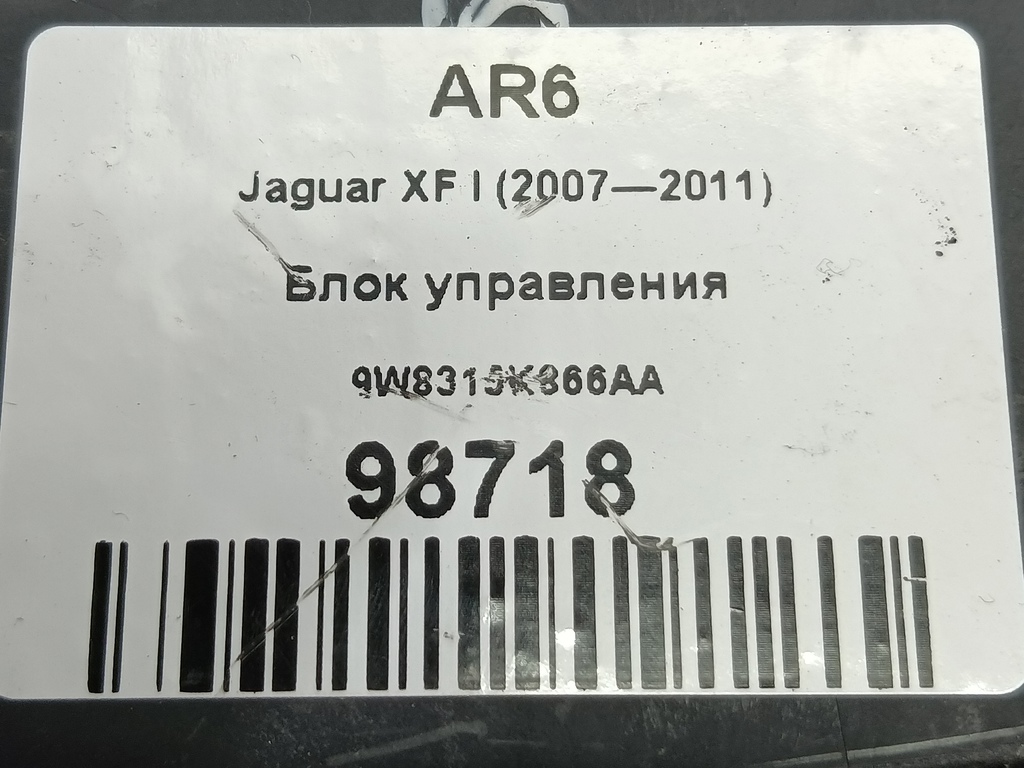 AR6
Jaguar XF I (2007—2011)
Блок управления
9W8315K866AA
98718